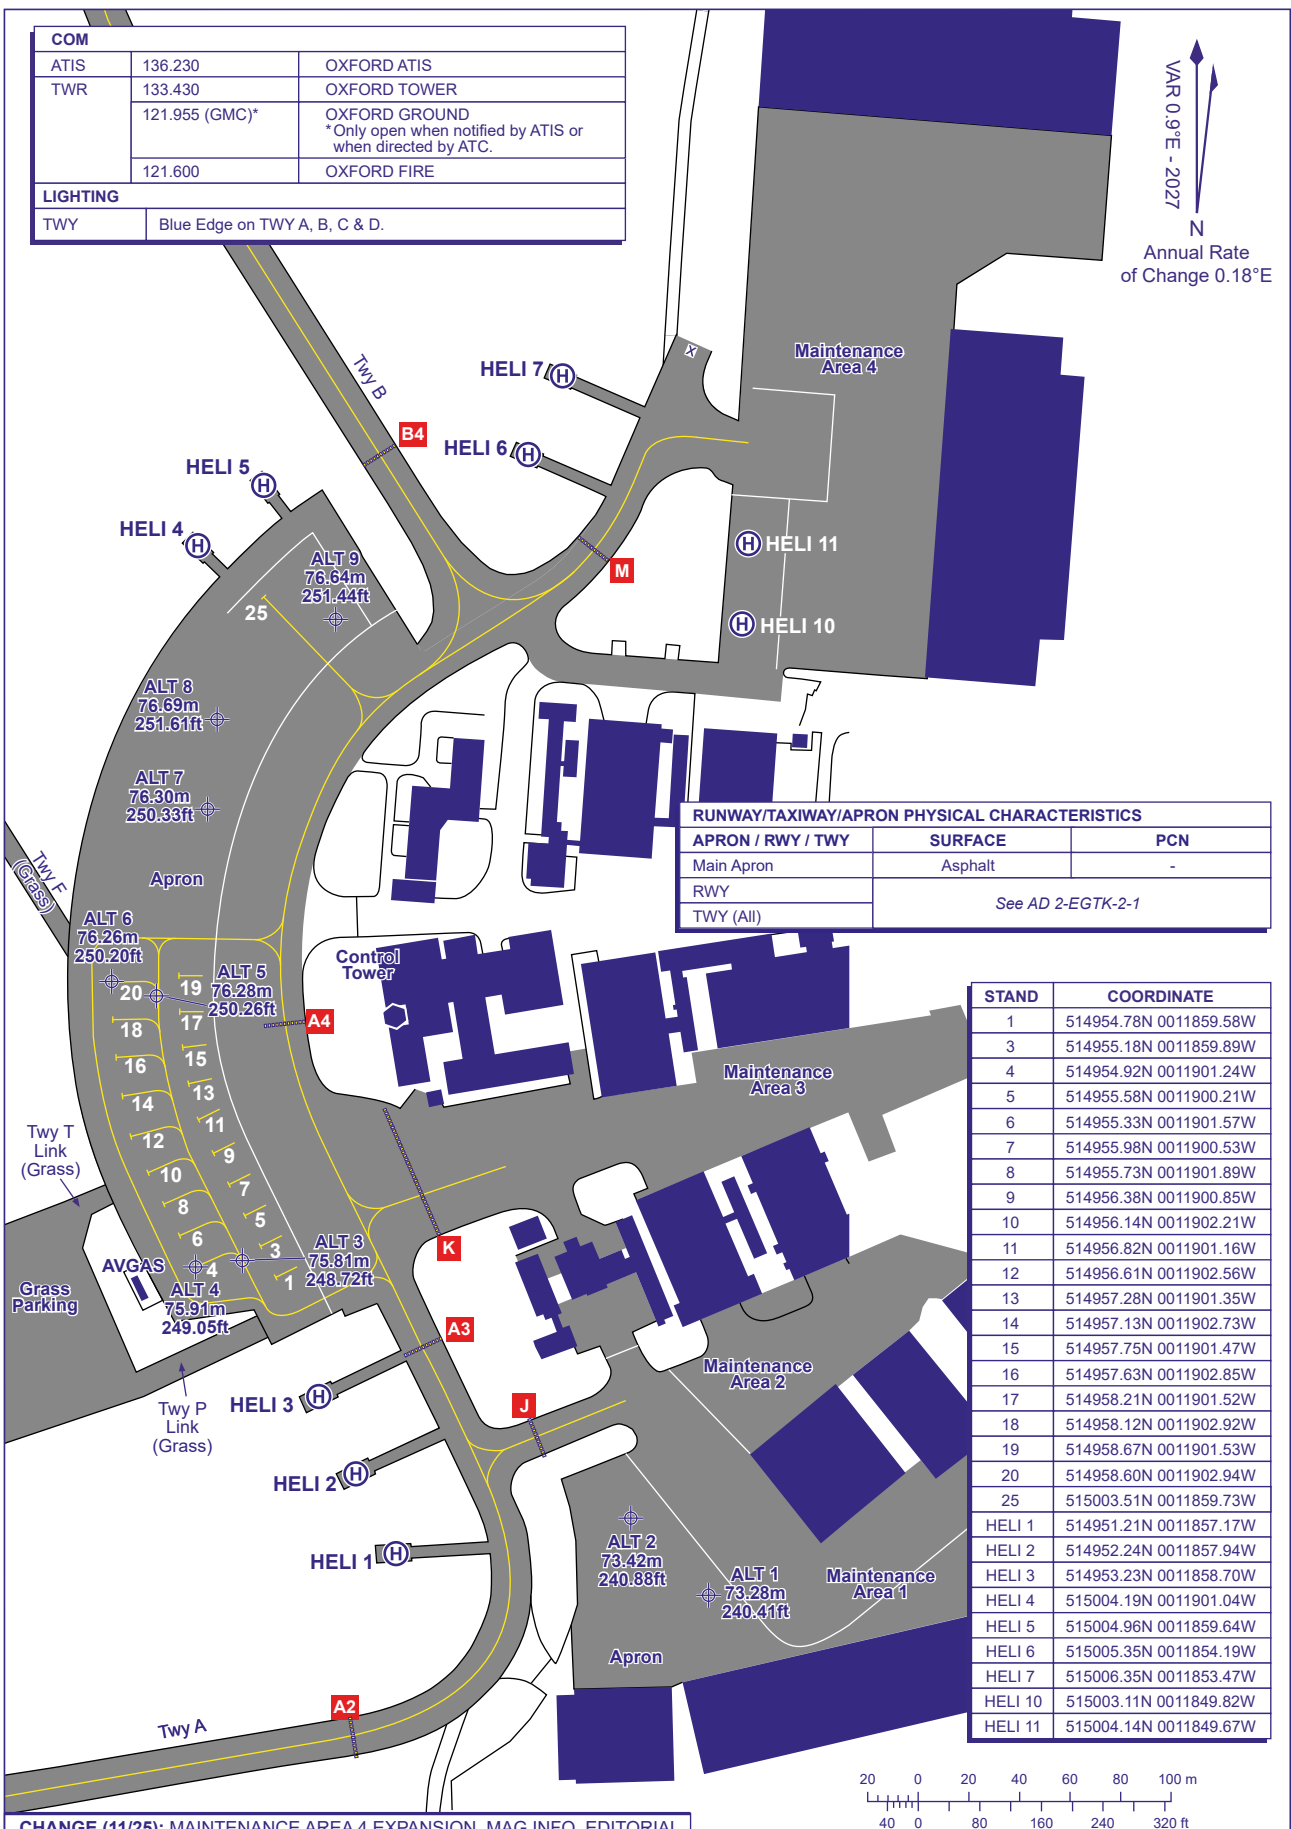 COM
ATIS 136.230 OXFORD ATIS
TWR 133.430 OXFORD TOWER
121.955 (GMC)* OXFORD GROUND
*Only open when notified by ATIS or
when directed by ATC.
121.600 OXFORD FIRE
LIGHTING
TWY Blue Edge on TWY A, B, C & D.
VAR 0.9°E - 2027
N
Annual Rate
of Change 0.18°E
Twy B
X
Maintenance
Area 4
HELI 7 H
B4
HELI 6 H
HELI 5 H
HELI 4 H
ALT 9
76.64m
251.44ft
25
H HELI 11
M
H HELI 10
ALT 8
76.69m
251.61ft
ALT 7
76.30m
250.33ft
Twy F
(Grass)
Apron
RUNWAY/TAXIWAY/APRON PHYSICAL CHARACTERISTICS
APRON / RWY / TWY SURFACE PCN
Main Apron Asphalt -
RWY See AD 2-EGTK-2-1
TWY (All)
ALT 6
76.26m
250.20ft
ALT 5
76.28m
250.26ft
Control
Tower
A4
20
19
18
17
16
15
14
13
12
11
10
9
8
7
6
5
4
3
1
Maintenance
Area 3
Twy T
Link
(Grass)
K
AVGAS
Grass
Parking
ALT 3
75.81m
248.72ft
ALT 4
75.91m
249.05ft
A3
Twy P
Link
(Grass)
HELI 3 H
J
Maintenance
Area 2
HELI 2 H
HELI 1 H
ALT 2
73.42m
240.88ft
ALT 1
73.28m
240.41ft
Maintenance
Area 1
Apron
A2
Twy A
STAND COORDINATE
1 514954.78N 0011859.58W
3 514955.18N 0011859.89W
4 514954.92N 0011901.24W
5 514955.58N 0011900.21W
6 514955.33N 0011901.57W
7 514955.98N 0011900.53W
8 514955.73N 0011901.89W
9 514956.38N 0011900.85W
10 514956.14N 0011902.21W
11 514956.82N 0011901.16W
12 514956.61N 0011902.56W
13 514957.28N 0011901.35W
14 514957.13N 0011902.73W
15 514957.75N 0011901.47W
16 514957.63N 0011902.85W
17 514958.21N 0011901.52W
18 514958.12N 0011902.92W
19 514958.67N 0011901.53W
20 514958.60N 0011902.94W
25 515003.51N 0011859.73W
HELI 1 514951.21N 0011857.17W
HELI 2 514952.24N 0011857.94W
HELI 3 514953.23N 0011858.70W
HELI 4 515004.19N 0011901.04W
HELI 5 515004.96N 0011859.64W
HELI 6 515005.35N 0011854.19W
HELI 7 515006.35N 0011853.47W
HELI 10 515003.11N 0011849.82W
HELI 11 515004.14N 0011849.67W
20 0 20 40 60 80 100 m
40 0 80 160 240 320 ft
CHANGE (11/25): MAINTENANCE AREA 4 EXPANSION. MAG INFO. EDITORIAL